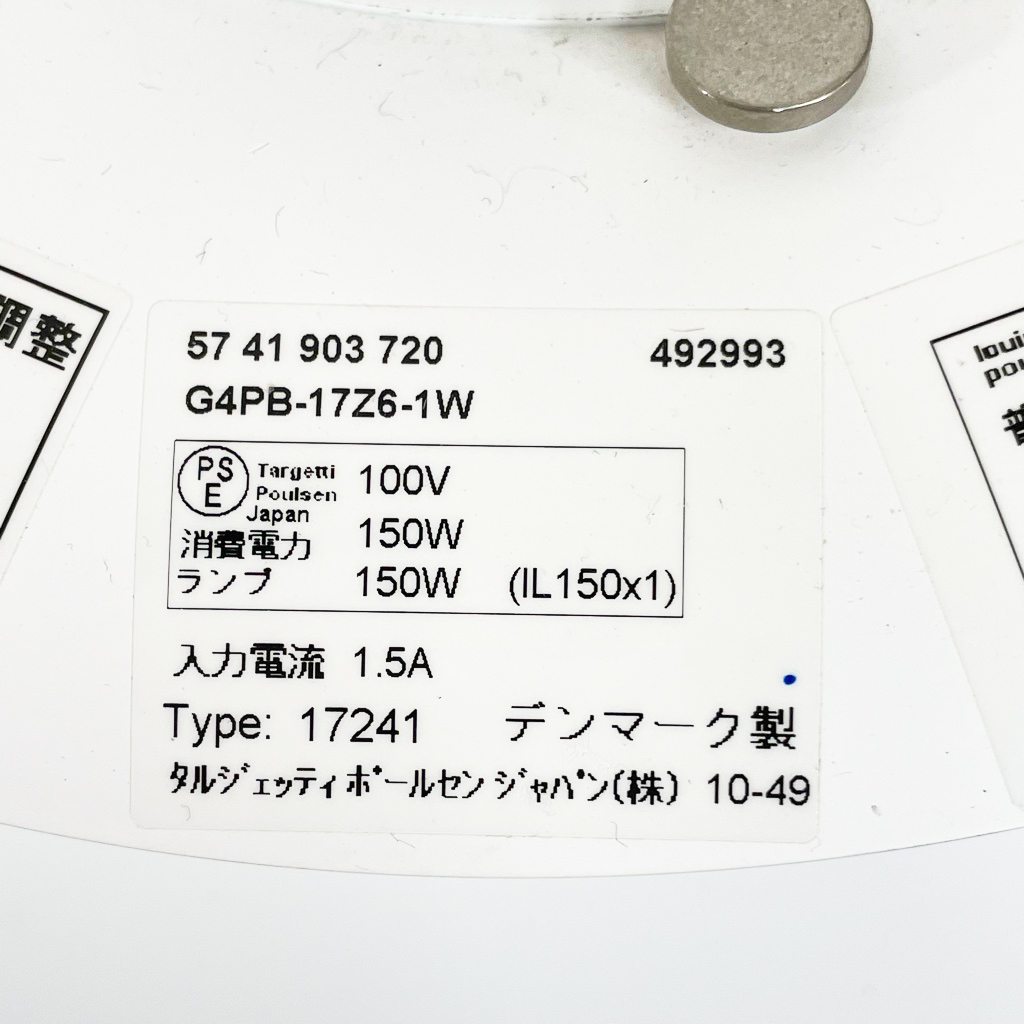 調整
57 41 903 720 492993
G4PB-17Z6-1W
PS
E
Targetti
Poulsen
Japan
100V
消費電力 150W
ランプ 150W (IL150x1)
入力電流 1.5A
Type: 17241 デンマーク製
タルジェッティポールセンジャパン(株) 10-49